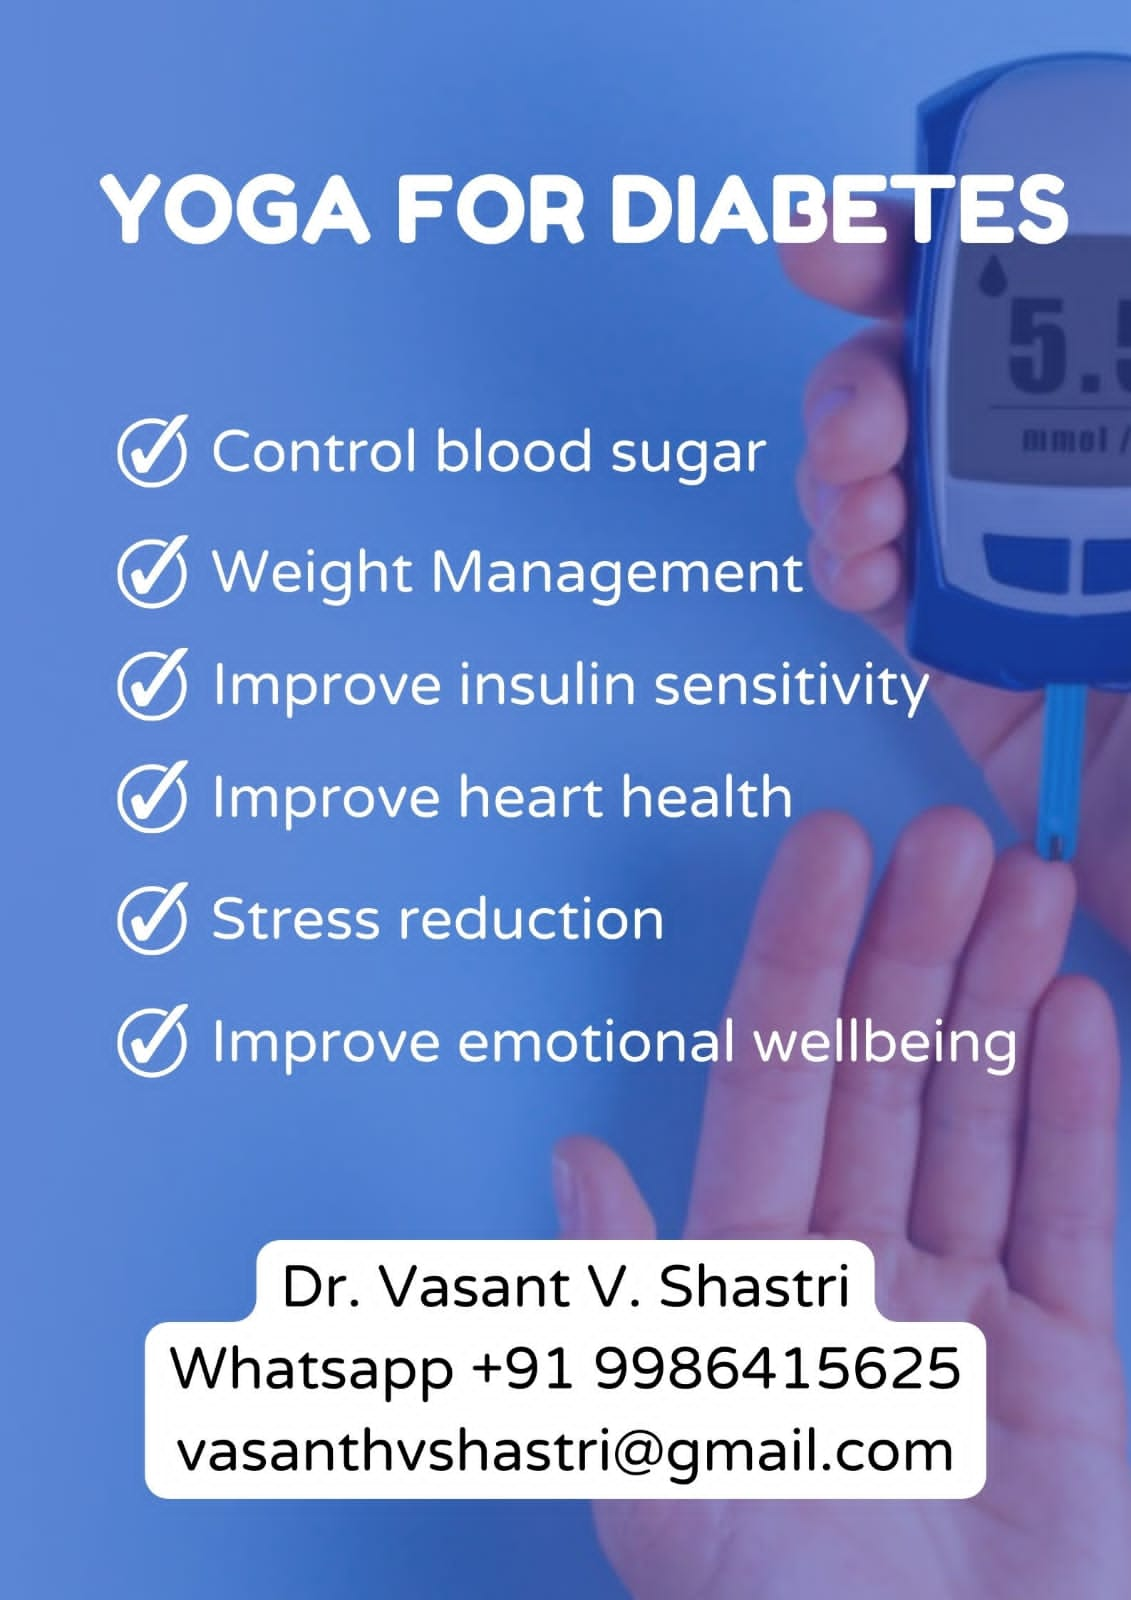 YOGA FOR DIABETES
5.5
mmol /
Control blood sugar
Weight Management
Improve insulin sensitivity
Improve heart health
Stress reduction
Improve emotional wellbeing
Dr. Vasant V. Shastri
Whatsapp +91 9986415625
vasanthvshastri@gmail.com